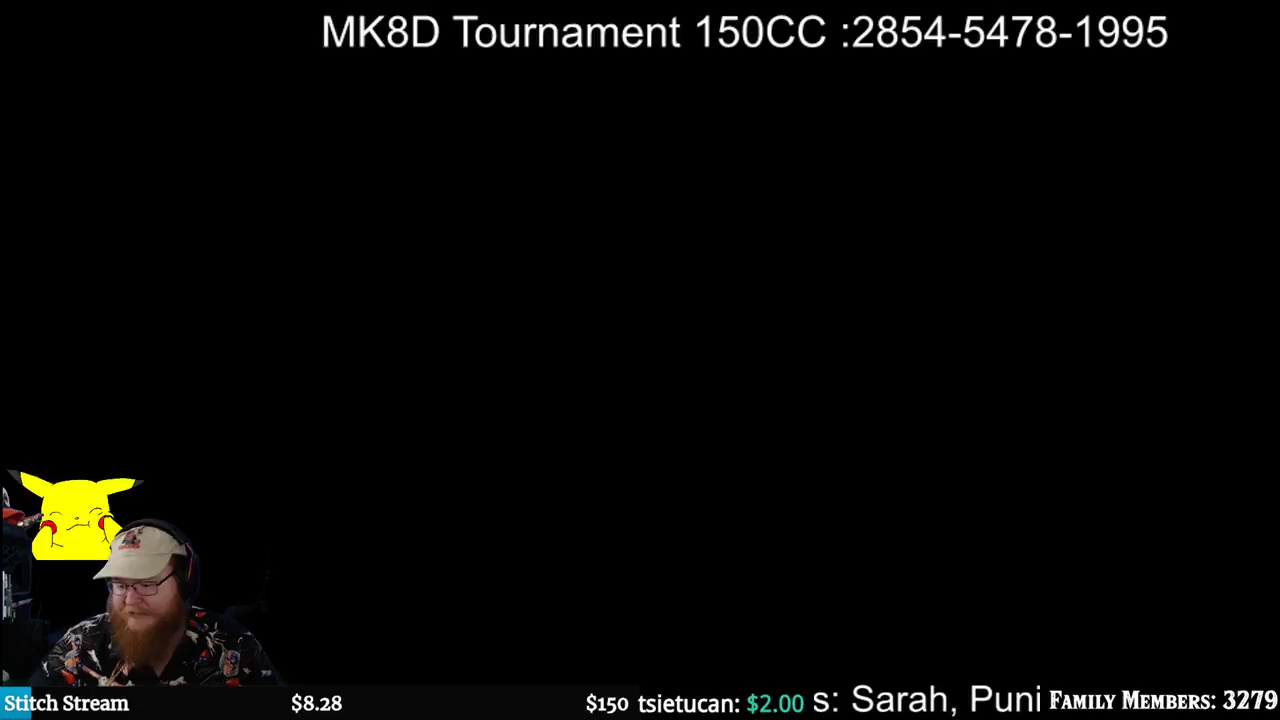 MK8D Tournament 150CC :2854-5478-1995
Stitch Stream $8.28 $150 tsietucan: $2.00 s: Sarah, Puni Family Members: 3279